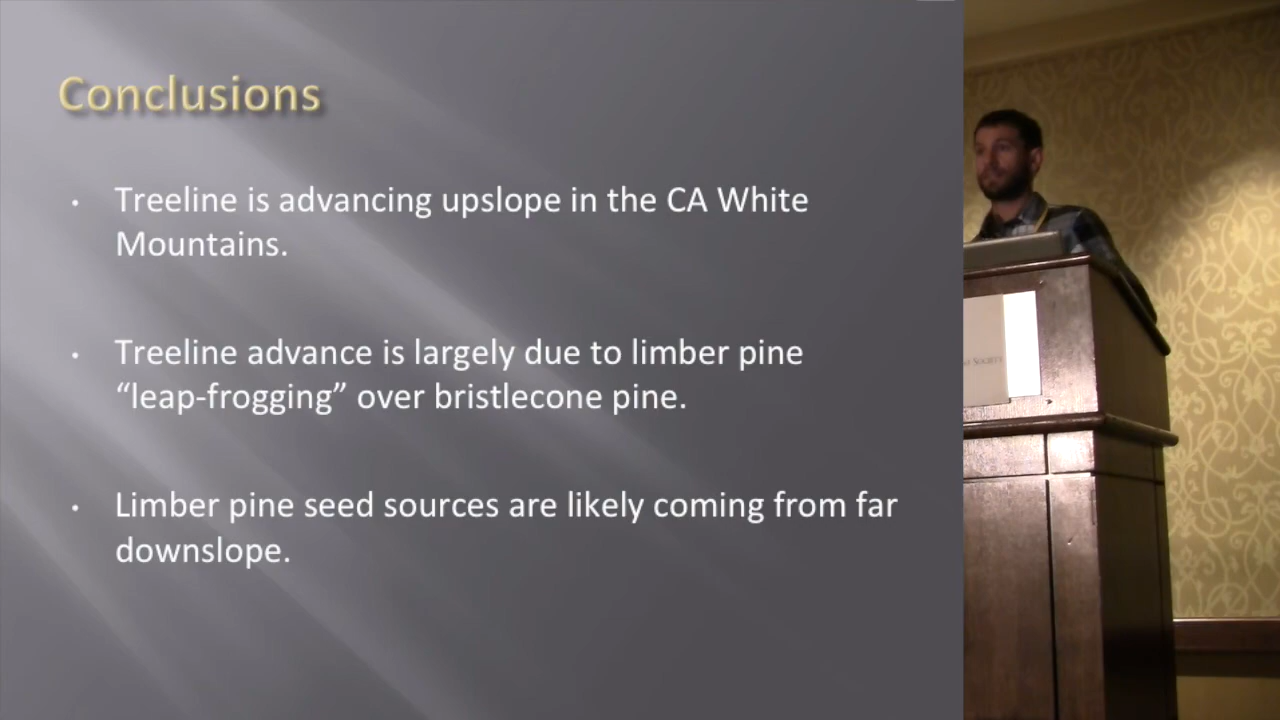 Conclusions
• Treeline is advancing upslope in the CA White
Mountains.
• Treeline advance is largely due to limber pine
“leap-frogging” over bristlecone pine.
• Limber pine seed sources are likely coming from far
downslope.
Society